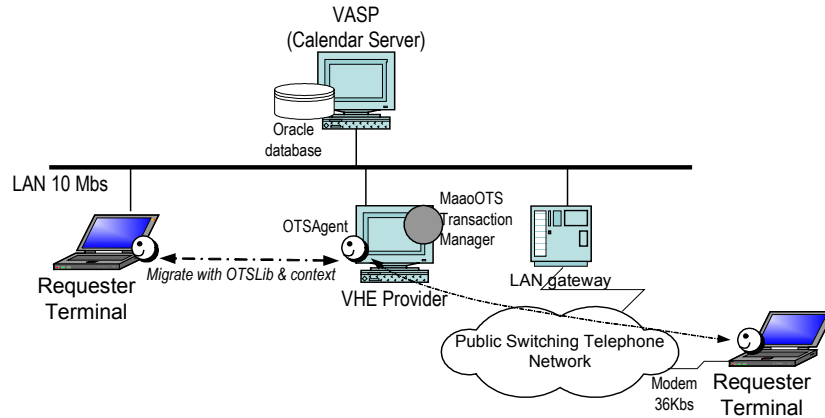 VASP
(Calendar Server)
Oracle
database
LAN 10 Mbs
MaaoOTS
Transaction
Manager
OTSAgent
Migrate with OTSLib & context
Requester
Terminal
VHE Provider
LAN gateway
Public Switching Telephone
Network
Modem
36Kbs
Requester
Terminal